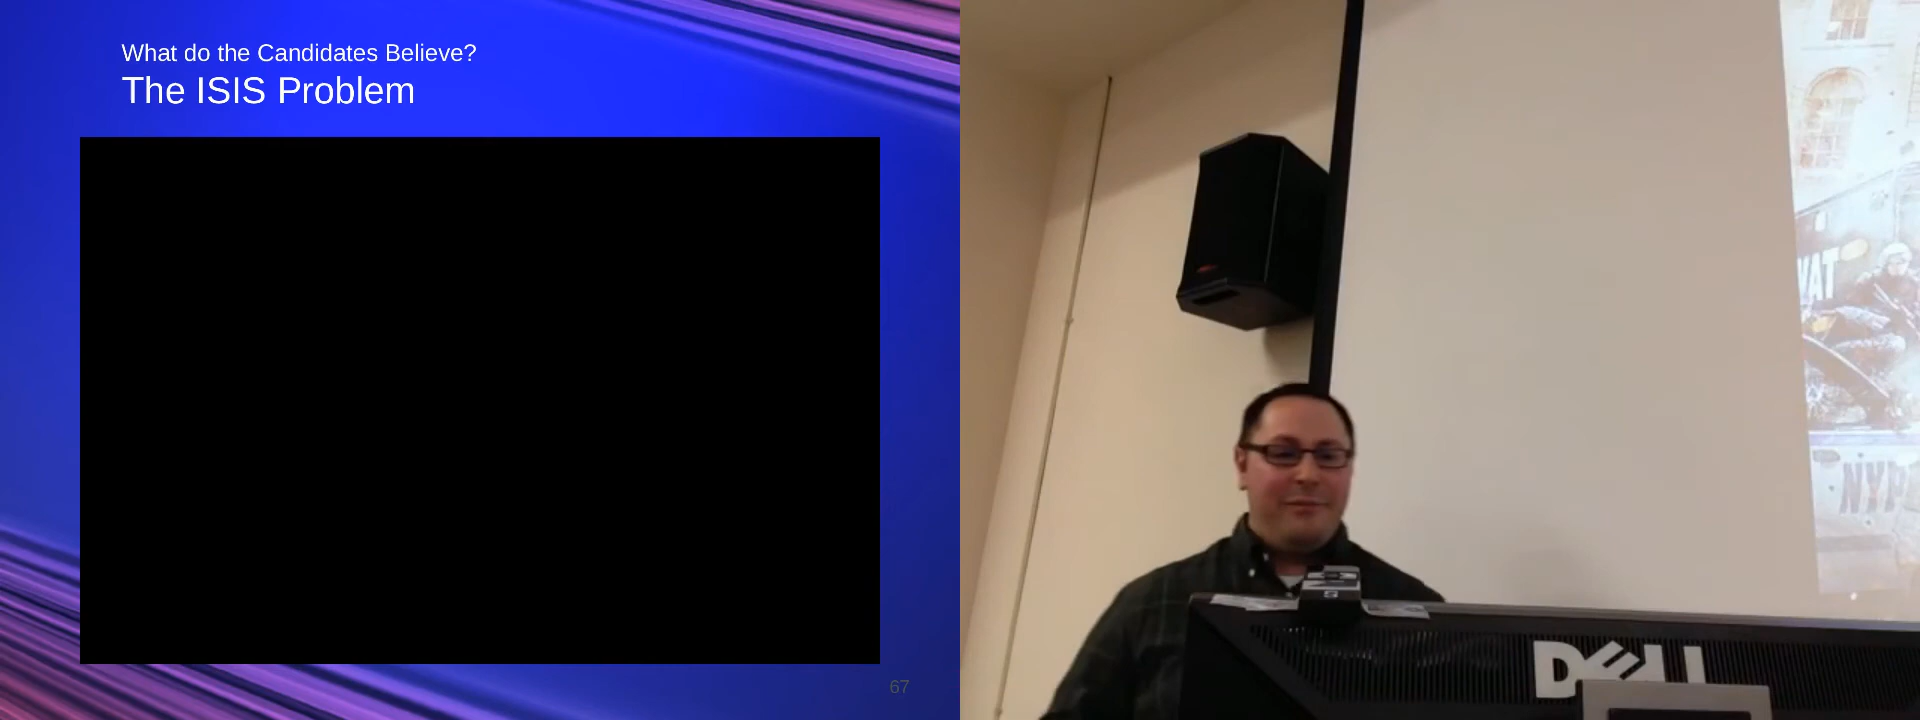 What do the Candidates Believe?
The ISIS Problem
67
DELL